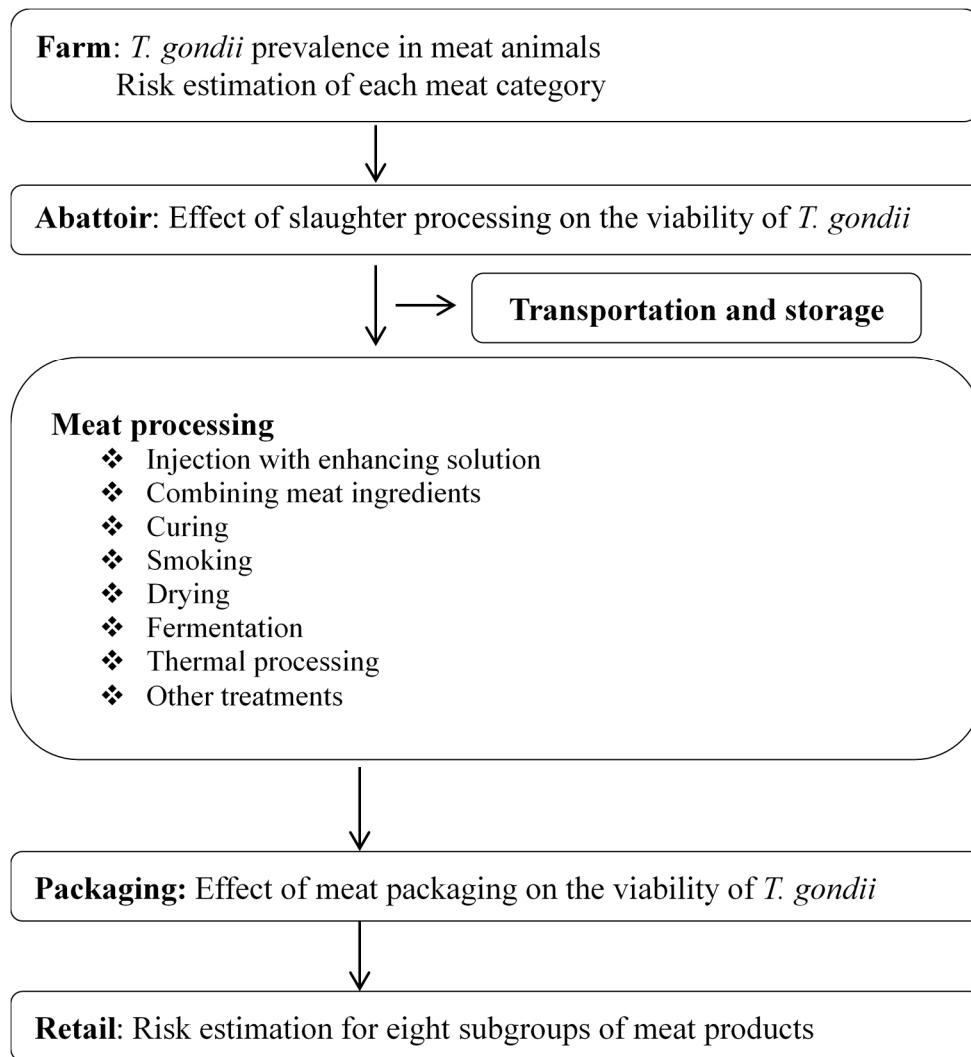 Farm: T. gondii prevalence in meat animals
Risk estimation of each meat category
Abattoir: Effect of slaughter processing on the viability of T. gondii
Transportation and storage
Meat processing
❖ Injection with enhancing solution
❖ Combining meat ingredients
❖ Curing
❖ Smoking
❖ Drying
❖ Fermentation
❖ Thermal processing
❖ Other treatments
Packaging: Effect of meat packaging on the viability of T. gondii
Retail: Risk estimation for eight subgroups of meat products